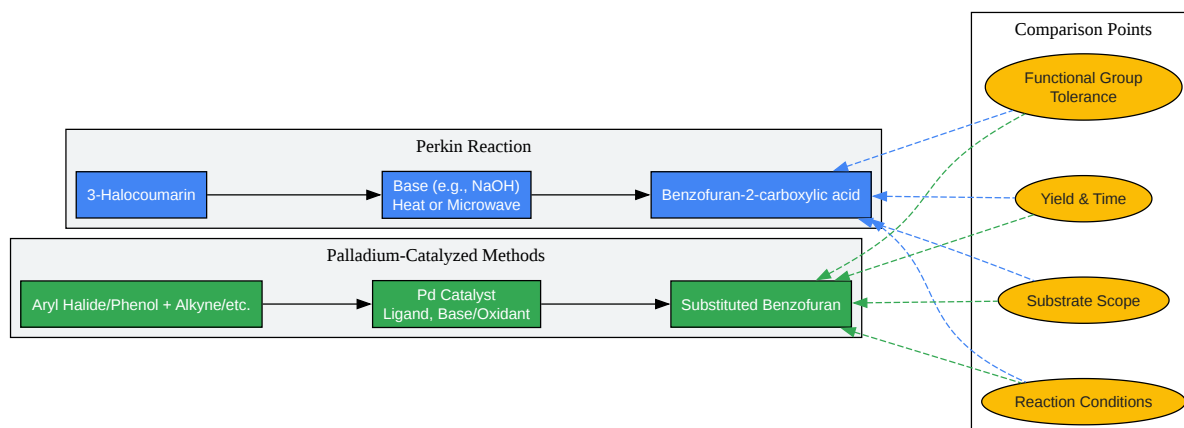 Comparison Points
Functional Group
Tolerance
Perkin Reaction
3-Halocoumarin
Base (e.g., NaOH)
Heat or Microwave
Benzofuran-2-carboxylic acid
Yield & Time
Palladium-Catalyzed Methods
Aryl Halide/Phenol + Alkyne/etc.
Pd Catalyst
Ligand, Base/Oxidant
Substituted Benzofuran
Substrate Scope
Reaction Conditions